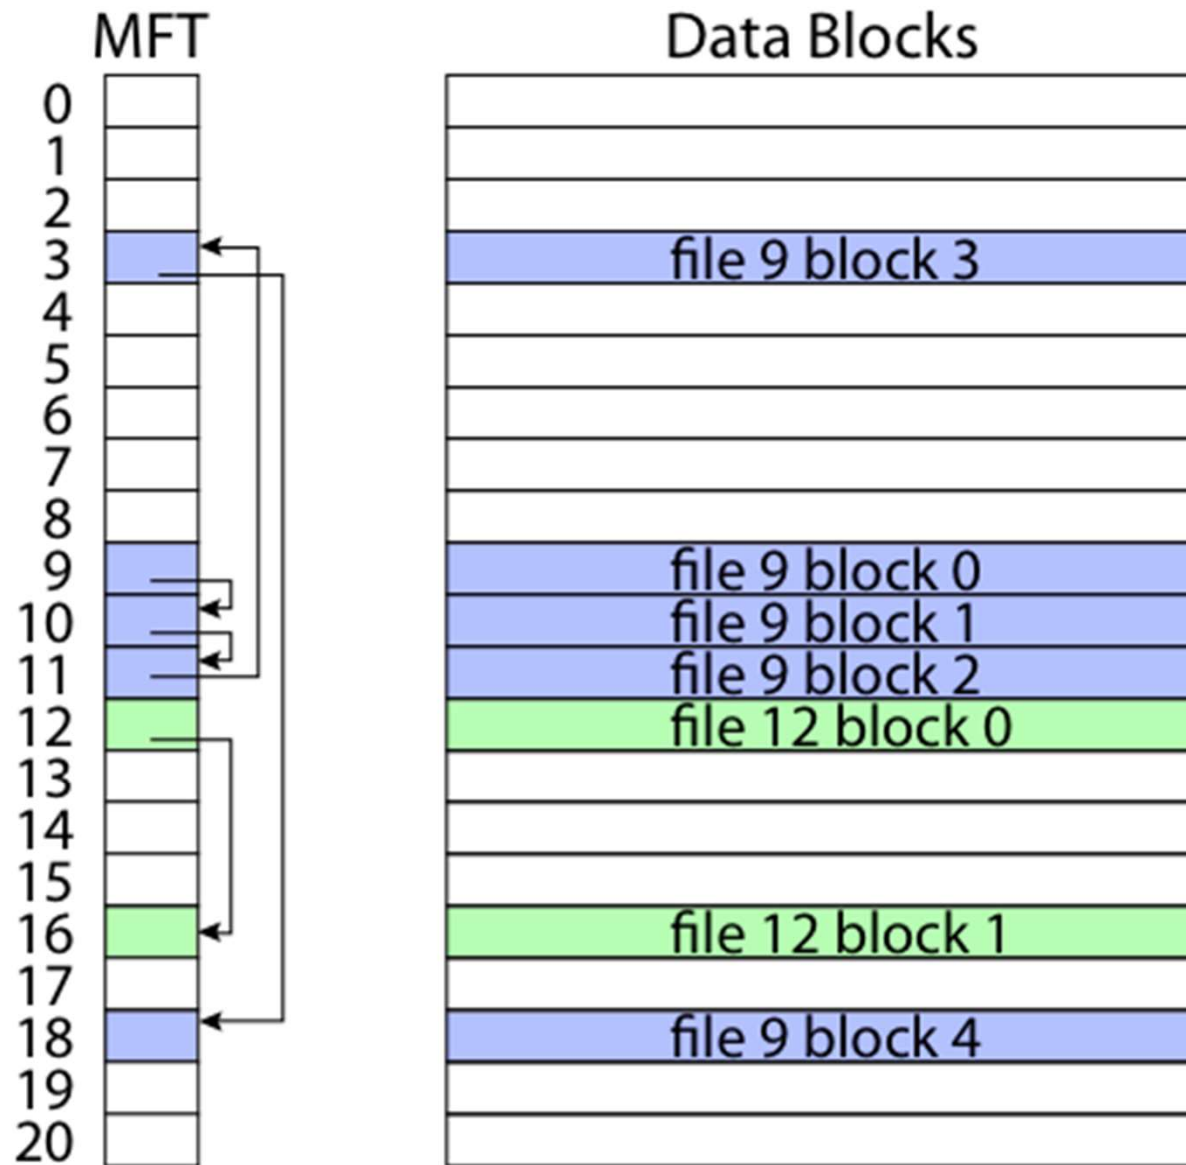 MFT Data Blocks
0
1
2
3 file 9 block 3
4
5
6
7
8
9 file 9 block 0
10 file 9 block 1
11 file 9 block 2
12 file 12 block 0
13
14
15
16 file 12 block 1
17
18 file 9 block 4
19
20